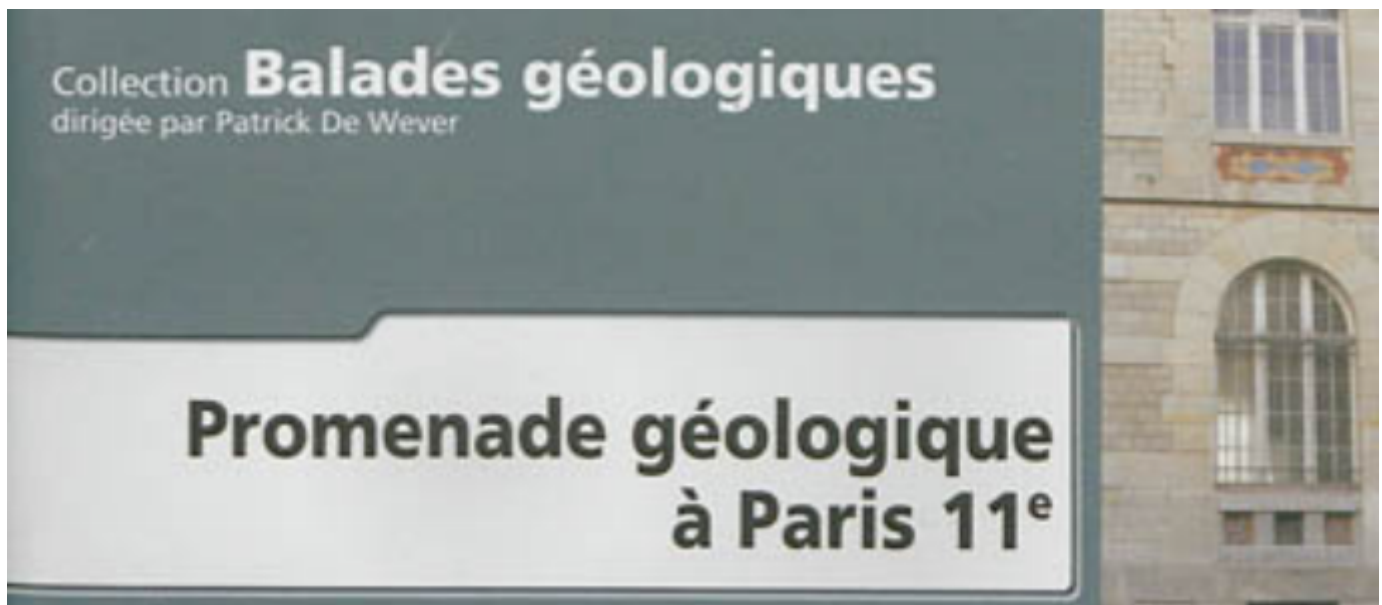 Collection Balades géologiques
dirigée par Patrick De Wever
Promenade géologique
à Paris 11e